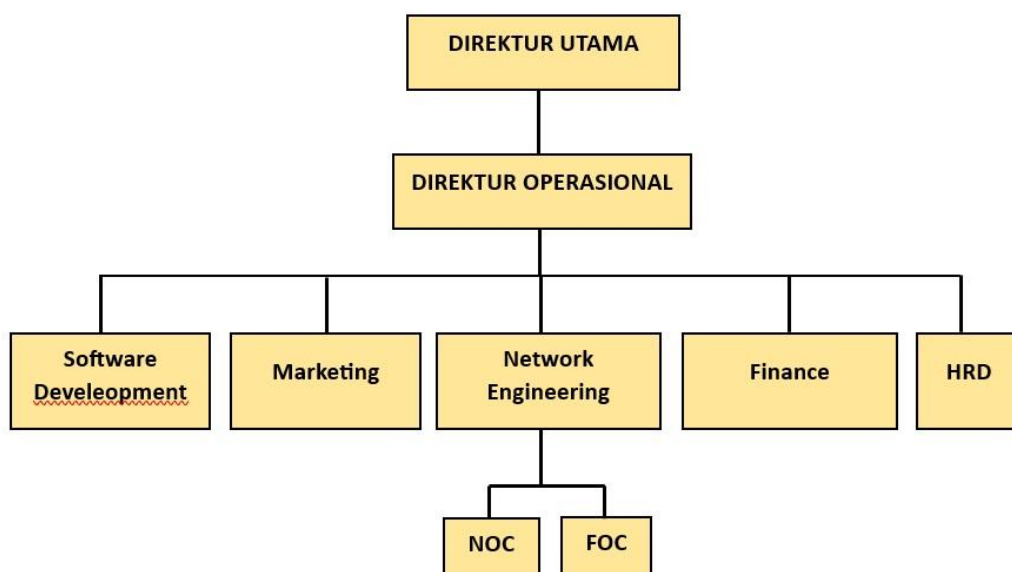 DIREKTUR UTAMA
DIREKTUR OPERASIONAL
Software
Develeopment
Marketing
Network
Engineering
Finance
HRD
NOC
FOC